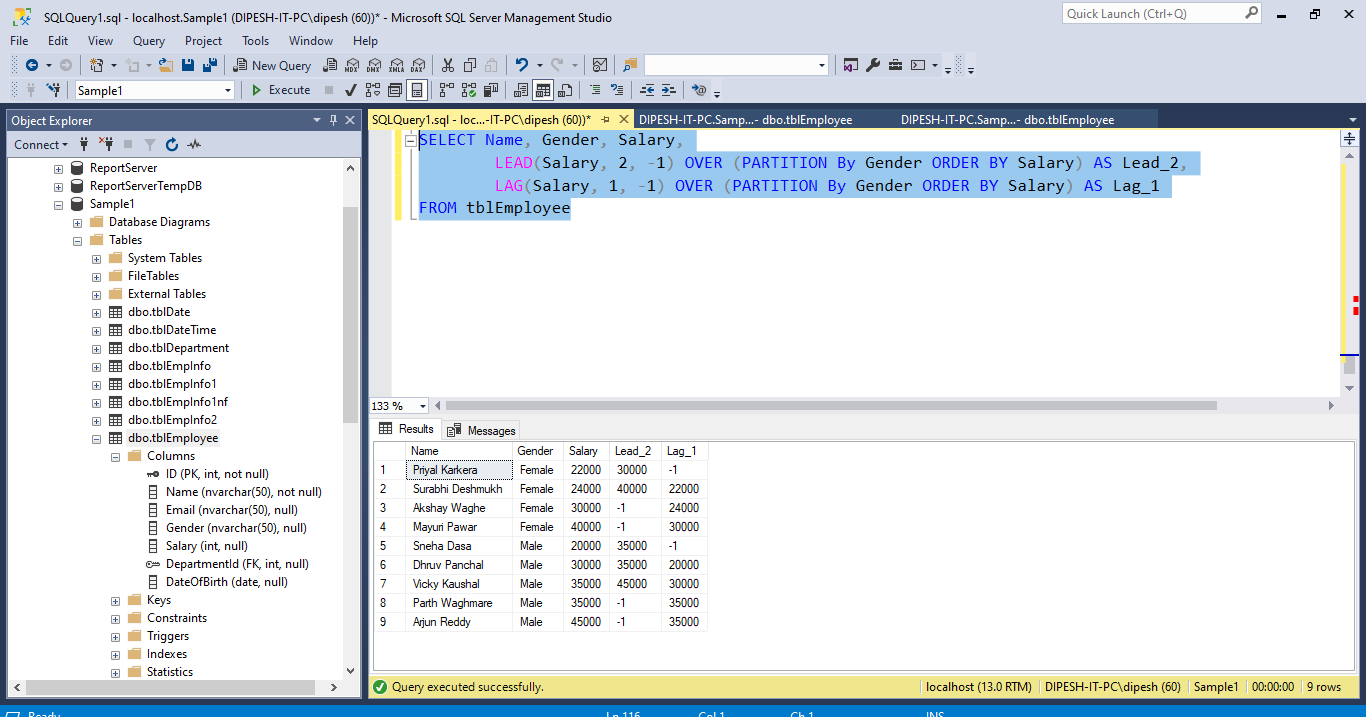 SQLQuery1.sql - localhost.Sample1 (DIPESH-IT-PC\dipesh (60))* - Microsoft SQL Server Management Studio
Quick Launch (Ctrl+Q)
File Edit View Query Project Tools Window Help
New Query MDX DMX XMLA DAX
Sample1 Execute
Object Explorer
Connect
ReportServer
ReportServerTempDB
Sample1
Database Diagrams
Tables
System Tables
FileTables
External Tables
dbo.tblDate
dbo.tblDateTime
dbo.tblDepartment
dbo.tblEmpInfo
dbo.tblEmpInfo1
dbo.tblEmpInfo1nf
dbo.tblEmpInfo2
dbo.tblEmployee
Columns
ID (PK, int, not null)
Name (nvarchar(50), not null)
Email (nvarchar(50), null)
Gender (nvarchar(50), null)
Salary (int, null)
DepartmentId (FK, int, null)
DateOfBirth (date, null)
Keys
Constraints
Triggers
Indexes
Statistics
SQLQuery1.sql - loc...-IT-PC\dipesh (60))* DIPESH-IT-PC.Samp...- dbo.tblEmployee DIPESH-IT-PC.Sam...- dbo.tblEmployee
SELECT Name, Gender, Salary,
LEAD(Salary, 2, -1) OVER (PARTITION By Gender ORDER BY Salary) AS Lead_2,
LAG(Salary, 1, -1) OVER (PARTITION By Gender ORDER BY Salary) AS Lag_1
FROM tblEmployee
133 %
Results Messages
Name Gender Salary Lead_2 Lag_1
1 Priyal Karkera Female 22000 30000 -1
2 Surabhi Deshmukh Female 24000 40000 22000
3 Akshay Waghe Female 30000 -1 24000
4 Mayuri Pawar Female 40000 -1 30000
5 Sneha Dasa Male 20000 35000 -1
6 Dhruv Panchal Male 30000 35000 20000
7 Vicky Kaushal Male 35000 45000 30000
8 Parth Waghmare Male 35000 -1 35000
9 Arjun Reddy Male 45000 -1 35000
Query executed successfully. localhost (13.0 RTM) DIPESH-IT-PC\dipesh (60) Sample1 00:00:00 9 rows
Ready Ln 116 Col 1 Ch 1 INS